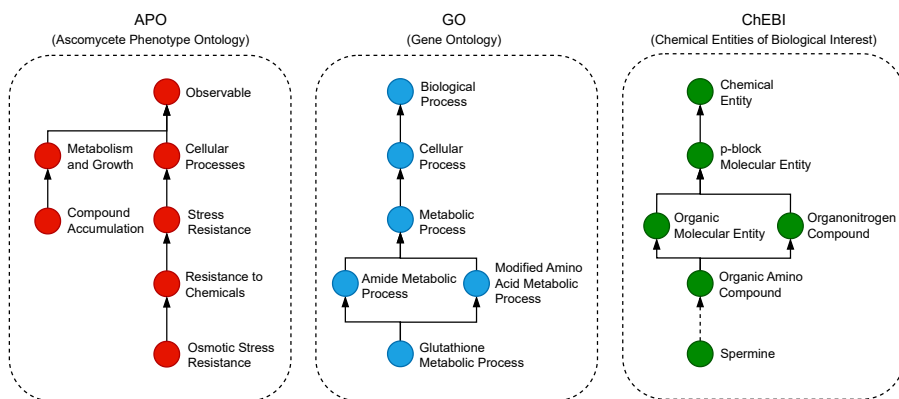 APO
(Ascomycete Phenotype Ontology)
Observable
Metabolism
and Growth
Cellular
Processes
Compound
Accumulation
Stress
Resistance
Resistance to
Chemicals
Osmotic Stress
Resistance
GO
(Gene Ontology)
Biological
Process
Cellular
Process
Metabolic
Process
Amide Metabolic
Process
Modified Amino
Acid Metabolic
Process
Glutathione
Metabolic Process
ChEBI
(Chemical Entities of Biological Interest)
Chemical
Entity
p-block
Molecular Entity
Organic
Molecular Entity
Organonitrogen
Compound
Organic Amino
Compound
Spermine